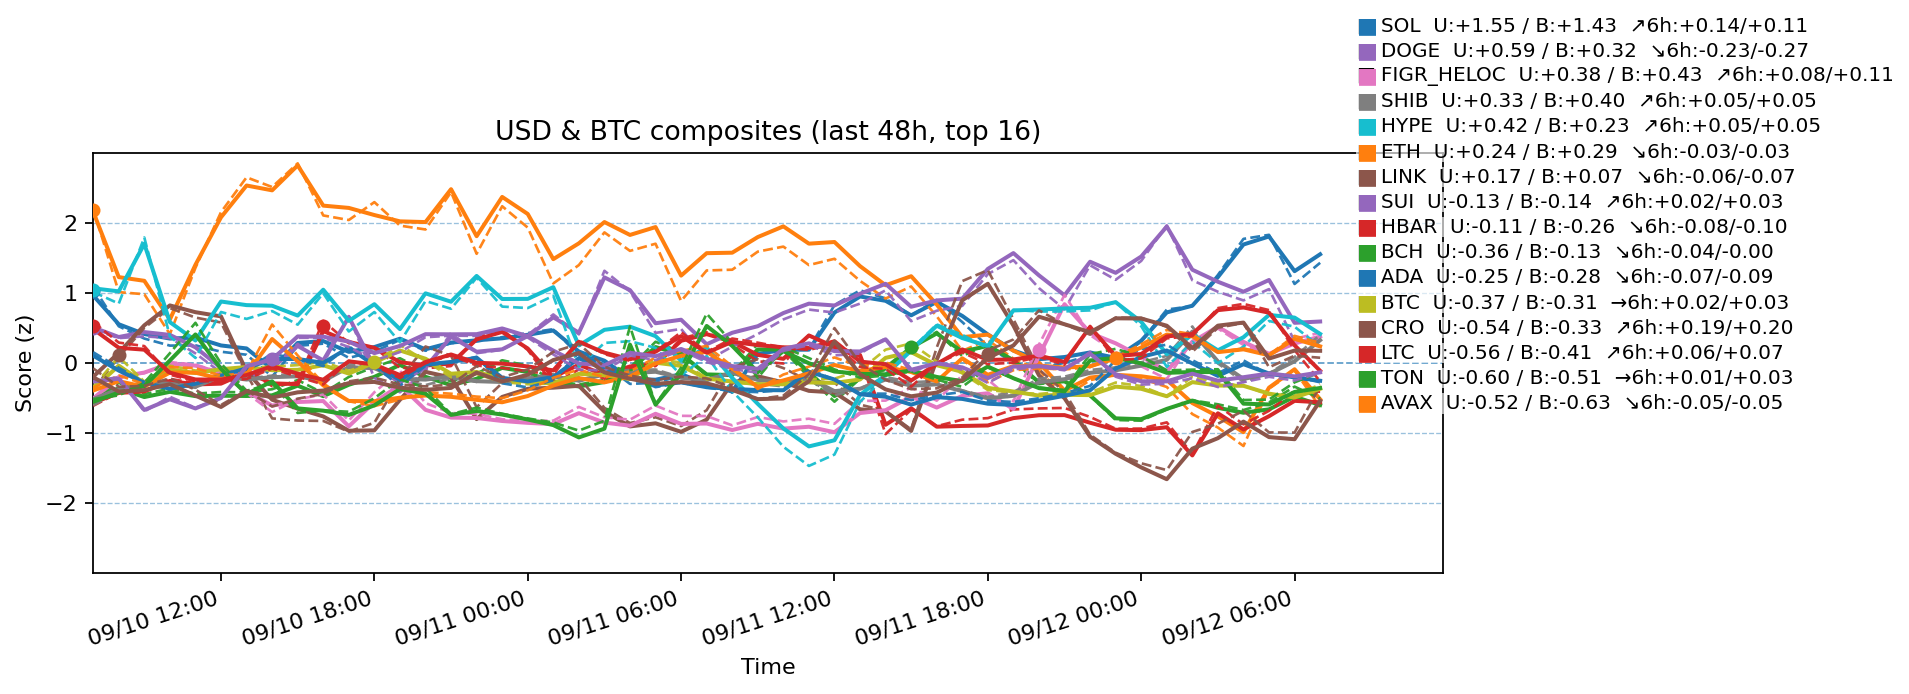 SOL  U:+1.55 / B:+1.43  ↗6h:+0.14/+0.11
DOGE  U:+0.59 / B:+0.32  ↘6h:-0.23/-0.27
FIGR_HELOC  U:+0.38 / B:+0.43  ↗6h:+0.08/+0.11
SHIB  U:+0.33 / B:+0.40  ↗6h:+0.05/+0.05
HYPE  U:+0.42 / B:+0.23  ↗6h:+0.05/+0.05
ETH  U:+0.24 / B:+0.29  ↘6h:-0.03/-0.03
LINK  U:+0.17 / B:+0.07  ↘6h:-0.06/-0.07
SUI  U:-0.13 / B:-0.14  ↗6h:+0.02/+0.03
HBAR  U:-0.11 / B:-0.26  ↘6h:-0.08/-0.10
BCH  U:-0.36 / B:-0.13  ↘6h:-0.04/-0.00
ADA  U:-0.25 / B:-0.28  ↘6h:-0.07/-0.09
BTC  U:-0.37 / B:-0.31  →6h:+0.02/+0.03
CRO  U:-0.54 / B:-0.33  ↗6h:+0.19/+0.20
LTC  U:-0.56 / B:-0.41  ↗6h:+0.06/+0.07
TON  U:-0.60 / B:-0.51  →6h:+0.01/+0.03
AVAX  U:-0.52 / B:-0.63  ↘6h:-0.05/-0.05
USD & BTC composites (last 48h, top 16)
Score (z)
2
1
0
−1
−2
09/10 12:00
09/10 18:00
09/11 00:00
09/11 06:00
09/11 12:00
09/11 18:00
09/12 00:00
09/12 06:00
Time